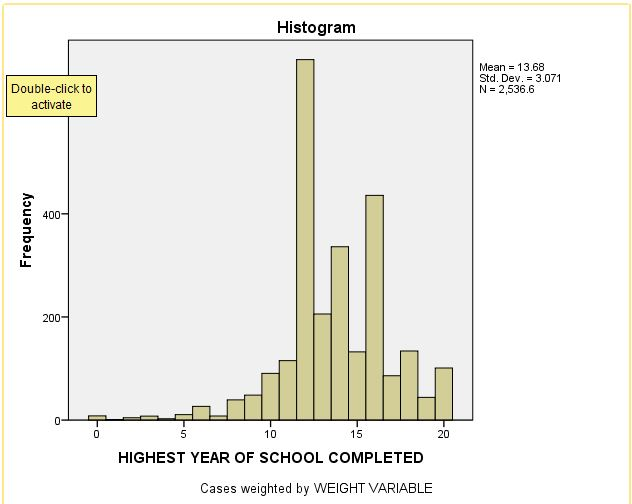 Histogram
Mean = 13.68
Std. Dev. = 3.071
N = 2,536.6
Double-click to
activate
Frequency
400
200
0
0 5 10 15 20
HIGHEST YEAR OF SCHOOL COMPLETED
Cases weighted by WEIGHT VARIABLE